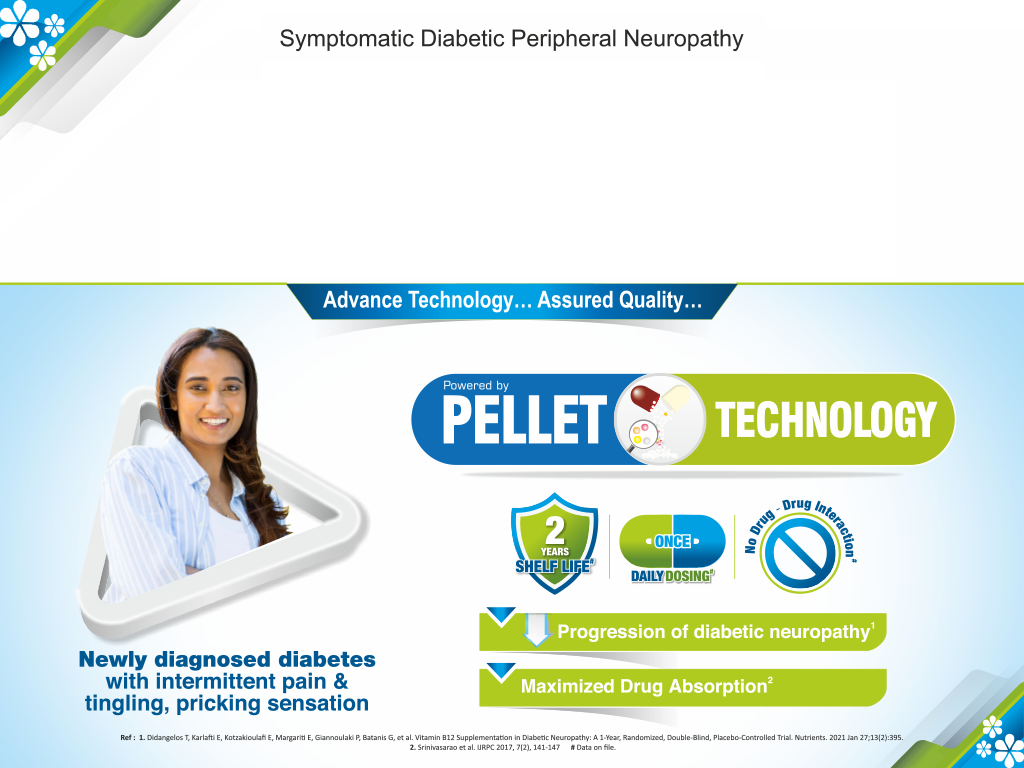 Symptomatic Diabetic Peripheral Neuropathy
Advance Technology... Assured Quality...
Powered by
PELLET TECHNOLOGY
2
YEARS
SHELF LIFE#
ONCE
DAILY DOSING#
No Drug - Drug Interaction#
Progression of diabetic neuropathy¹
Maximized Drug Absorption²
Newly diagnosed diabetes
with intermittent pain &
tingling, pricking sensation
Ref : 1. Didangelos T, Karlafti E, Kotzakioulafi E, Margariti E, Giannoulaki P, Batanis G, et al. Vitamin B12 Supplementation in Diabetic Neuropathy: A 1-Year, Randomized, Double-Blind, Placebo-Controlled Trial. Nutrients. 2021 Jan 27;13(2):395.
2. Srinivasarao et al. IJRPC 2017, 7(2), 141-147 # Data on file.